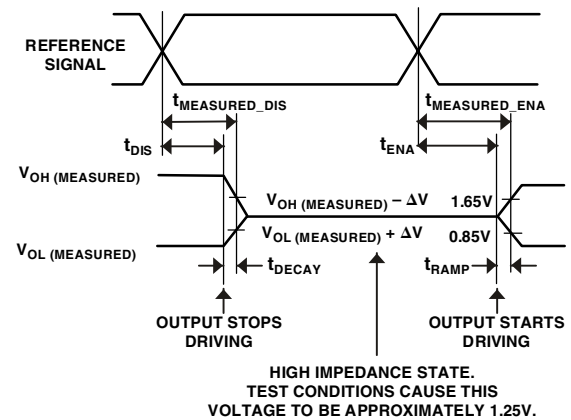 REFERENCE
SIGNAL
tMEASURED_DIS
tMEASURED_ENA
tDIS
tENA
VOH (MEASURED)
VOH (MEASURED) − ΔV
1.65V
VOL (MEASURED) + ΔV
0.85V
VOL (MEASURED)
tDECAY
tRAMP
OUTPUT STOPS
DRIVING
OUTPUT STARTS
DRIVING
HIGH IMPEDANCE STATE.
TEST CONDITIONS CAUSE THIS
VOLTAGE TO BE APPROXIMATELY 1.25V.